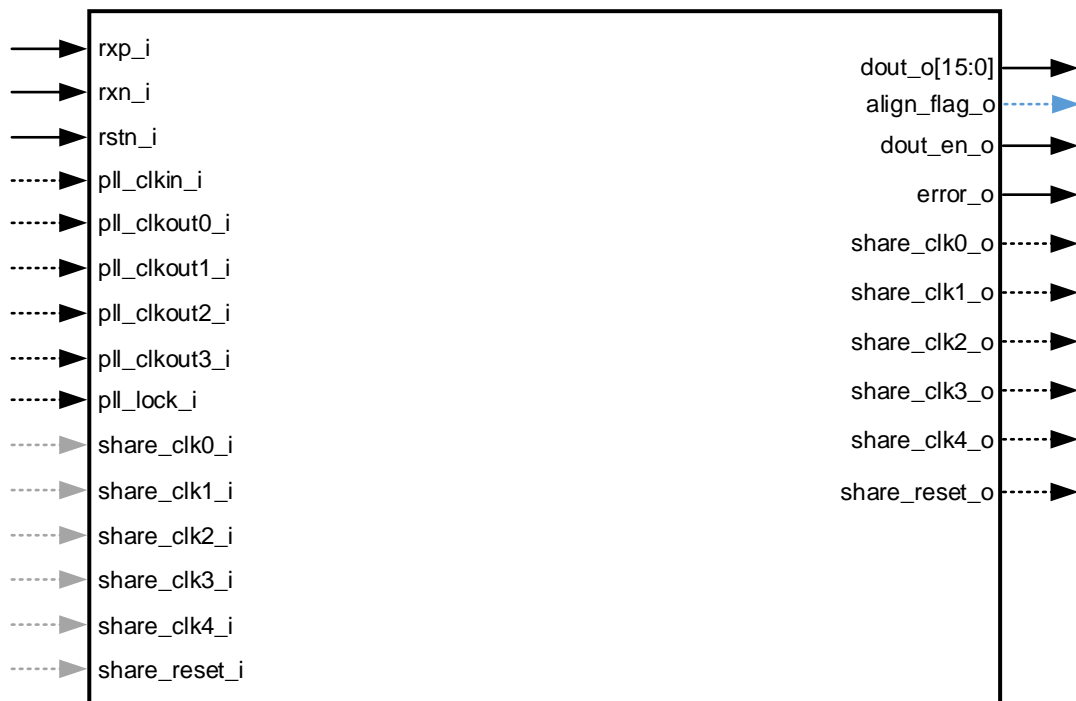 rxp_i
rxn_i
rstn_i
pll_clkin_i
pll_clkout0_i
pll_clkout1_i
pll_clkout2_i
pll_clkout3_i
pll_lock_i
share_clk0_i
share_clk1_i
share_clk2_i
share_clk3_i
share_clk4_i
share_reset_i
dout_o[15:0]
align_flag_o
dout_en_o
error_o
share_clk0_o
share_clk1_o
share_clk2_o
share_clk3_o
share_clk4_o
share_reset_o